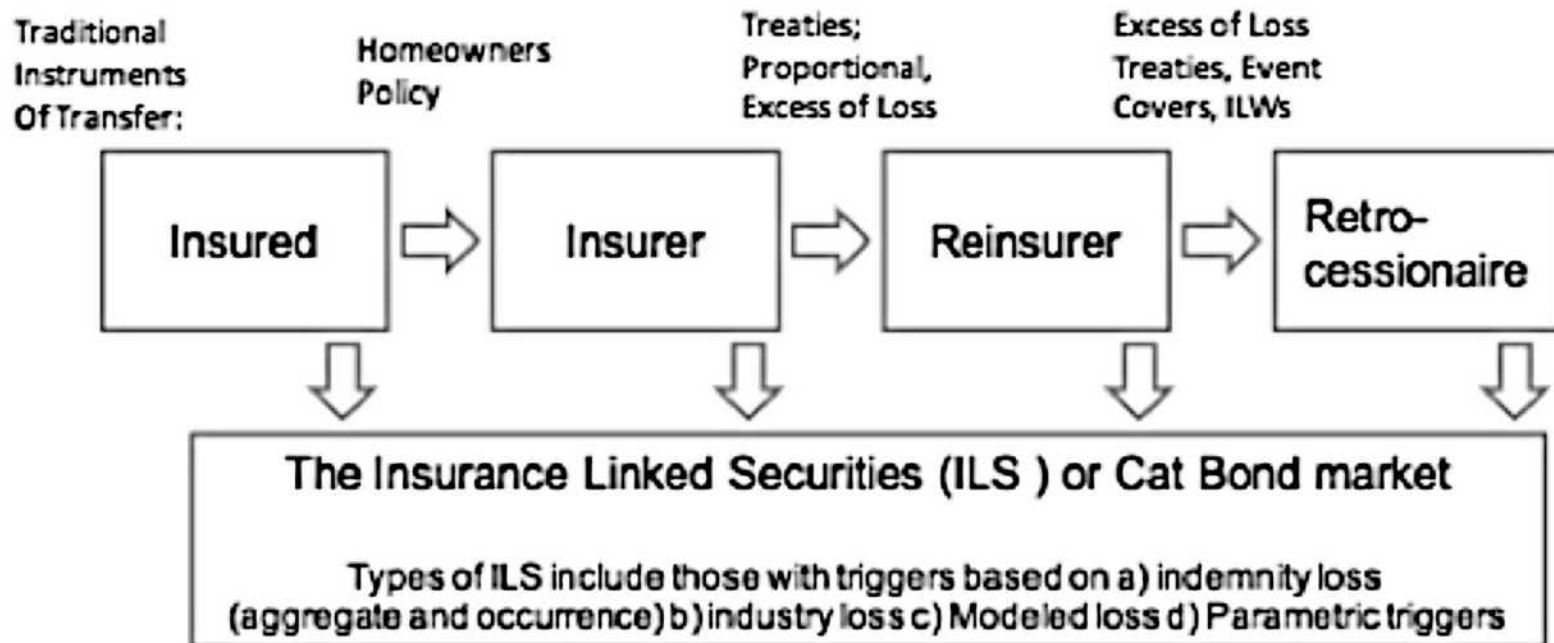 Traditional
Instruments
Of Transfer:
Homeowners
Policy
Treaties;
Proportional,
Excess of Loss
Excess of Loss
Treaties, Event
Covers, ILWs
Insured
Insurer
Reinsurer
Retro-
cessionaire
The Insurance Linked Securities (ILS ) or Cat Bond market
Types of ILS include those with triggers based on a) indemnity loss
(aggregate and occurrence) b) industry loss c) Modeled loss d) Parametric triggers